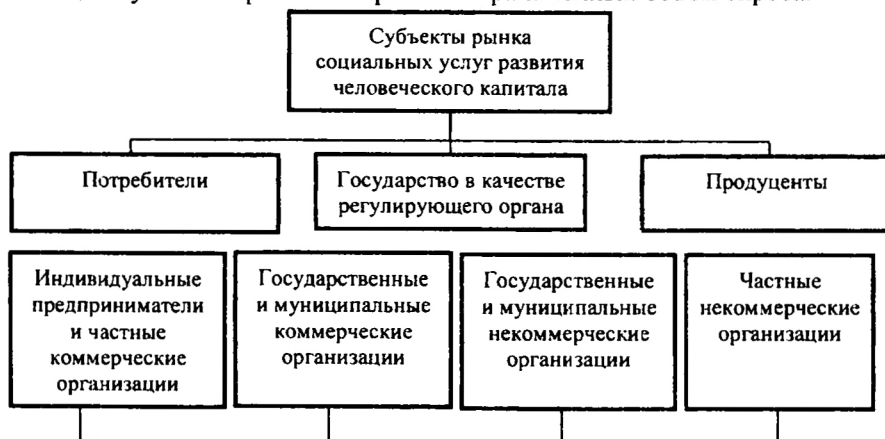 Субъекты рынка
социальных услуг развития
человеческого капитала
Потребители
Государство в качестве
регулирующего органа
Продуценты
Индивидуальные
предприниматели
и частные
коммерческие
организации
Государственные
и муниципальные
коммерческие
организации
Государственные
и муниципальные
некоммерческие
организации
Частные
некоммерческие
организации